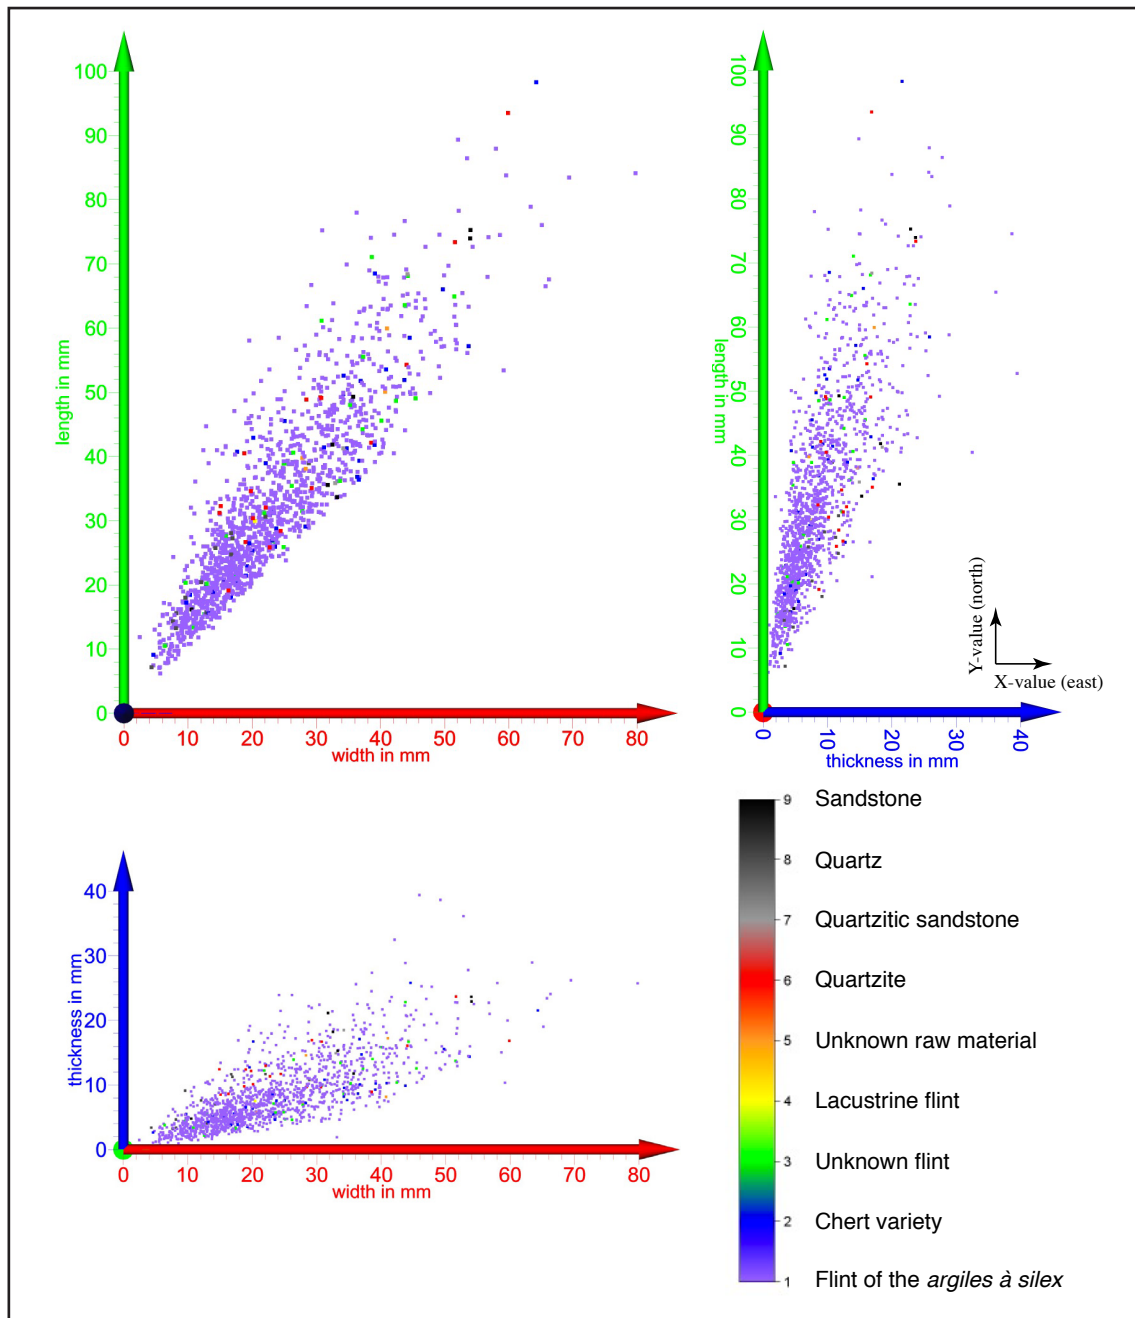 100
90
80
70
60
50
40
30
20
10
0
length in mm
0 10 20 30 40 50 60 70 80
width in mm
100
90
80
70
60
50
40
30
20
10
0
length in mm
0 10 20 30 40
thickness in mm
Y-value (north)
X-value (east)
40
30
20
10
0
thickness in mm
0 10 20 30 40 50 60 70 80
width in mm
9 Sandstone
8 Quartz
7 Quartzitic sandstone
6 Quartzite
5 Unknown raw material
4 Lacustrine flint
3 Unknown flint
2 Chert variety
1 Flint of the argiles à silex